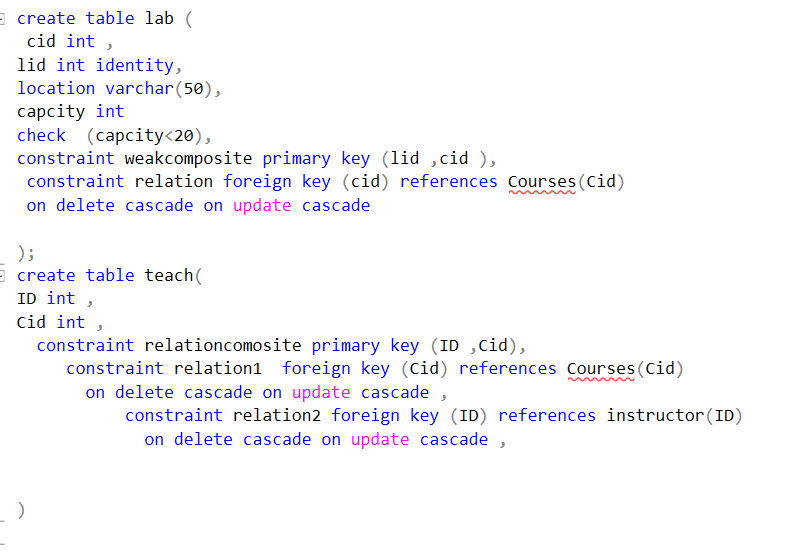 create table lab (
cid int ,
lid int identity,
location varchar(50),
capcity int
check  (capcity<20),
constraint weakcomposite primary key (lid ,cid ),
constraint relation foreign key (cid) references Courses(Cid)
on delete cascade on update cascade
);
create table teach(
ID int ,
Cid int ,
constraint relationcomosite primary key (ID ,Cid),
constraint relation1  foreign key (Cid) references Courses(Cid)
on delete cascade on update cascade ,
constraint relation2 foreign key (ID) references instructor(ID)
on delete cascade on update cascade ,
)